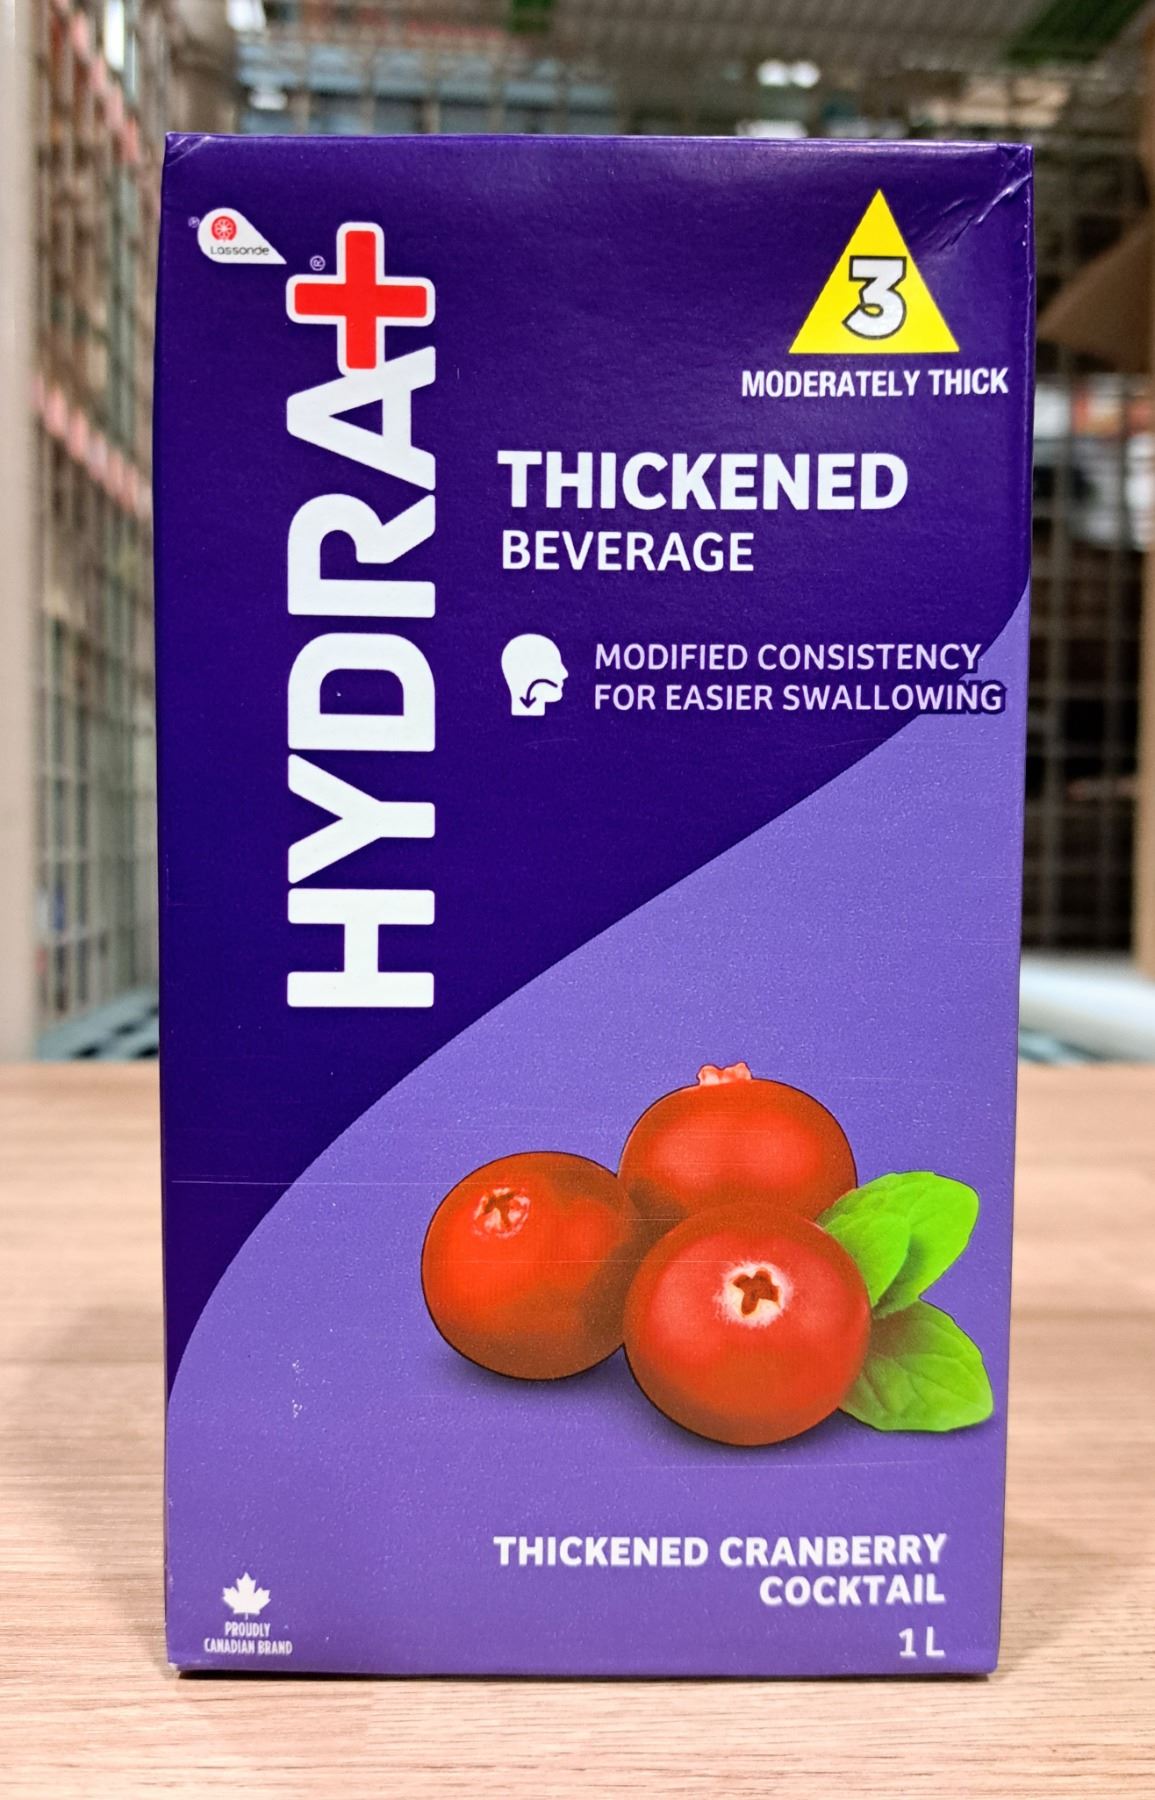 Lassonde
HYDRA+
3
MODERATELY THICK
THICKENED
BEVERAGE
MODIFIED CONSISTENCY
FOR EASIER SWALLOWING
THICKENED CRANBERRY
COCKTAIL
1 L
PROUDLY
CANADIAN BRAND